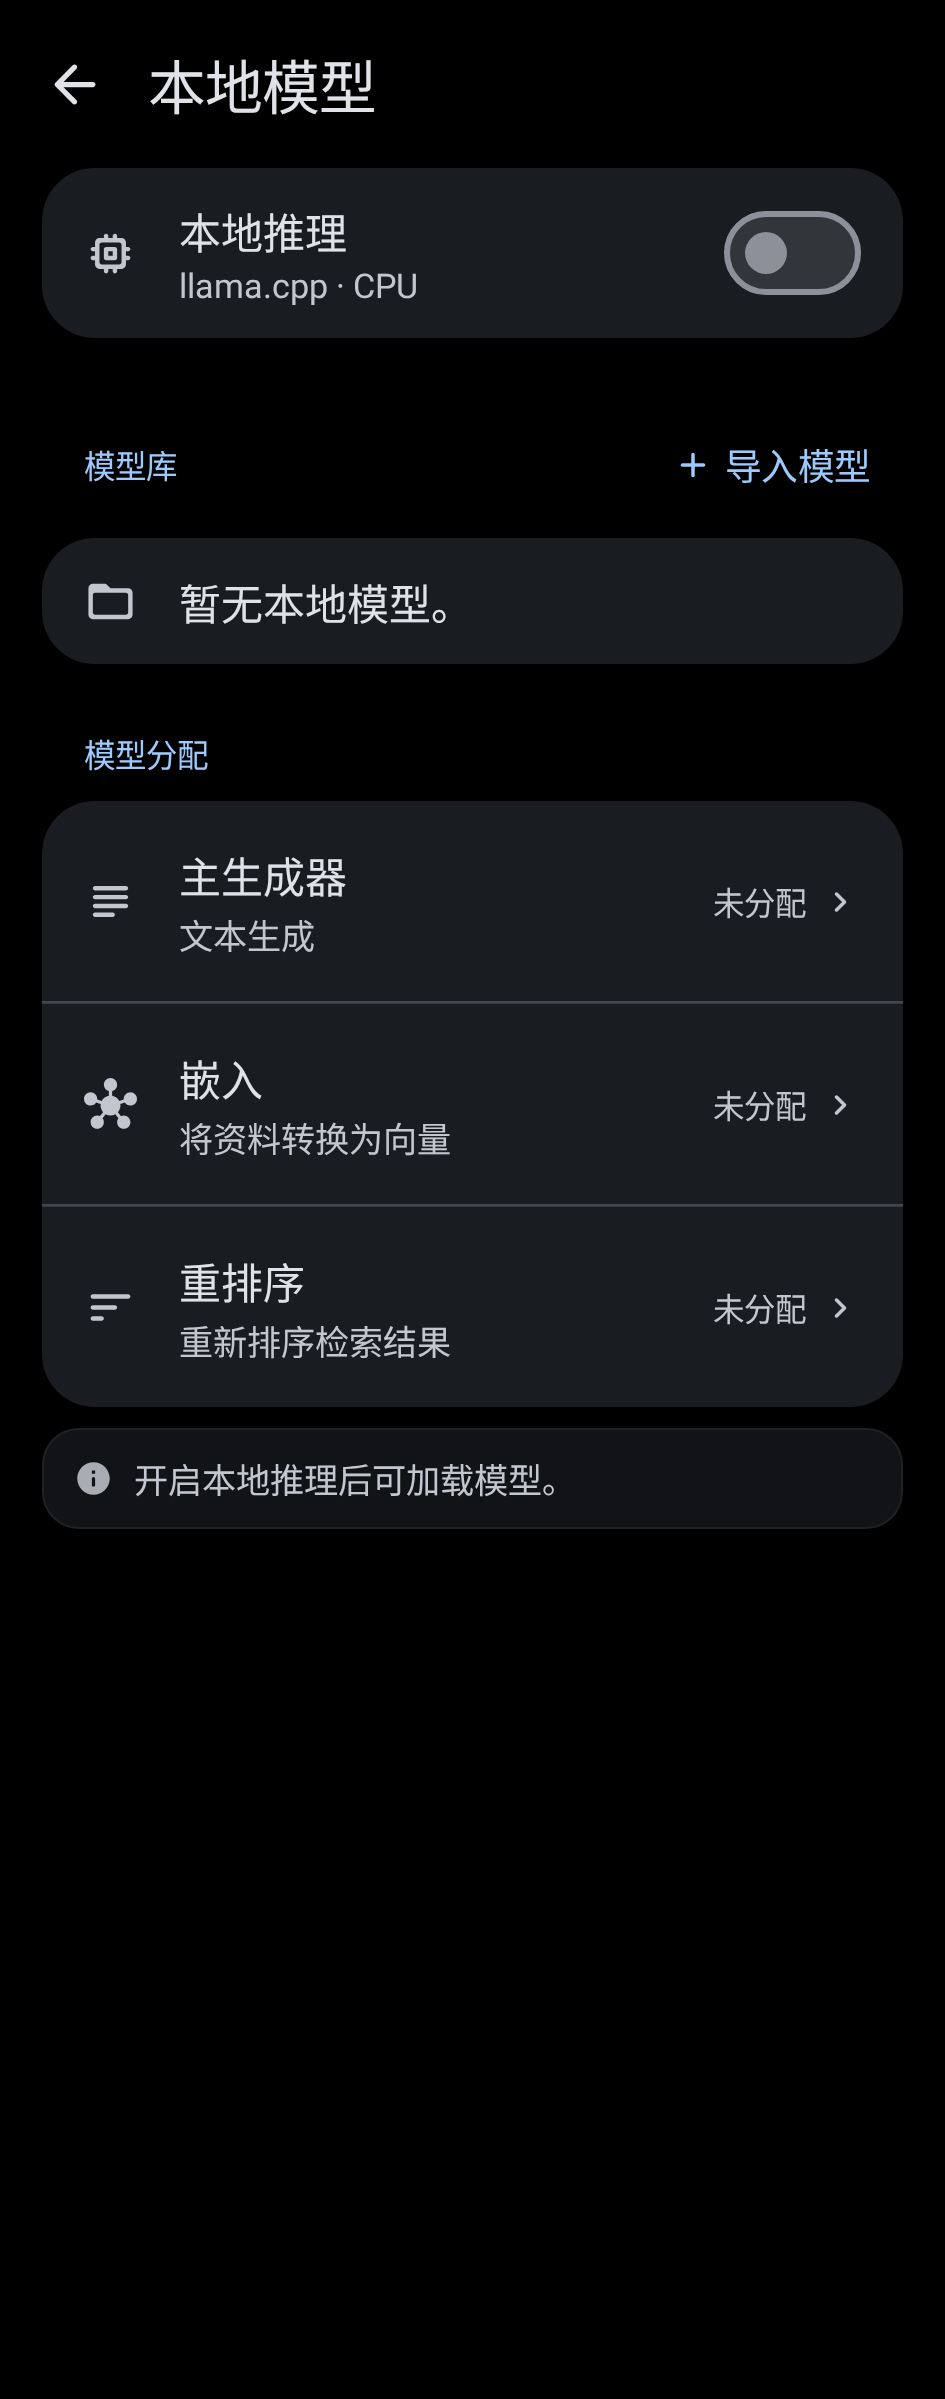 本地模型
本地推理
llama.cpp · CPU
模型库
导入模型
暂无本地模型。
模型分配
主生成器
文本生成
未分配
嵌入
将资料转换为向量
未分配
重排序
重新排序检索结果
未分配
开启本地推理后可加载模型。